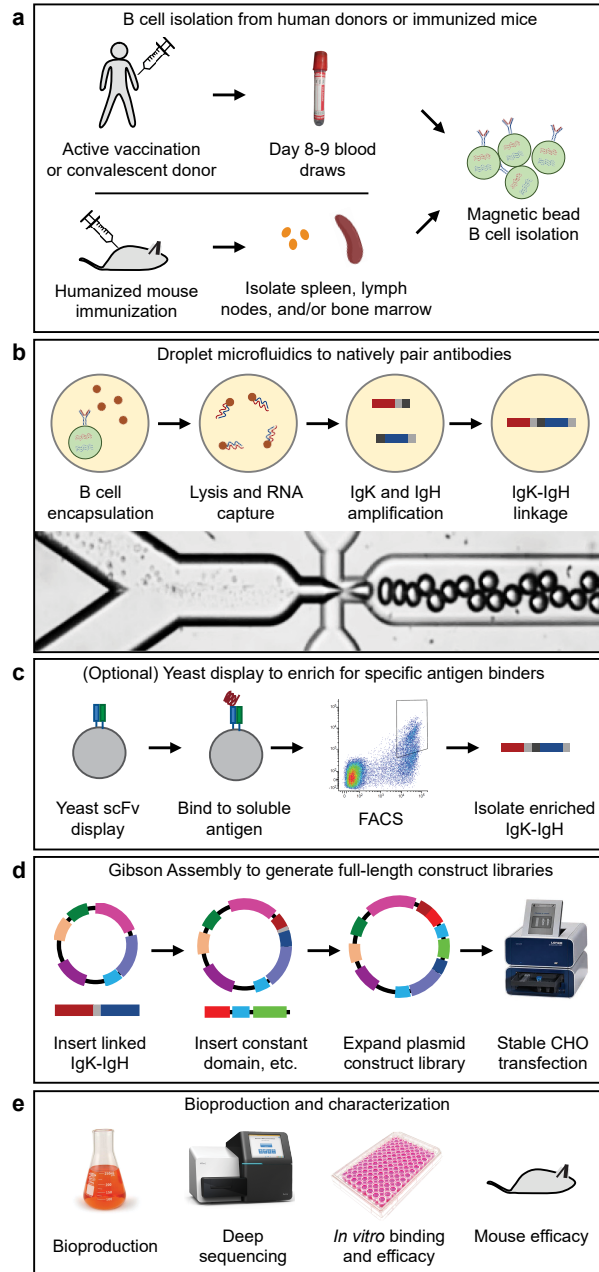 a
B cell isolation from human donors or immunized mice
Active vaccination
or convalescent donor
Day 8-9 blood
draws
Magnetic bead
B cell isolation
Humanized mouse
immunization
Isolate spleen, lymph
nodes, and/or bone marrow
b
Droplet microfluidics to natively pair antibodies
B cell
encapsulation
Lysis and RNA
capture
IgK and IgH
amplification
IgK-IgH
linkage
c
(Optional) Yeast display to enrich for specific antigen binders
Yeast scFv
display
Bind to soluble
antigen
FACS
Isolate enriched
IgK-IgH
d
Gibson Assembly to generate full-length construct libraries
Insert linked
IgK-IgH
Insert constant
domain, etc.
Expand plasmid
construct library
Stable CHO
transfection
e
Bioproduction and characterization
Bioproduction
Deep
sequencing
In vitro binding
and efficacy
Mouse efficacy